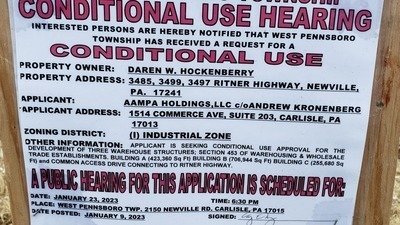 TOWNSHIP
CONDITIONAL USE HEARING
INTERESTED PERSONS ARE HEREBY NOTIFIED THAT WEST PENNSBORO
TOWNSHIP HAS RECEIVED A REQUEST FOR A
CONDITIONAL USE
PROPERTY OWNER: DAREN W. HOCKENBERRY
PROPERTY ADDRESS: 3485, 3499, 3497 RITNER HIGHWAY, NEWVILLE,
PA. 17241
APPLICANT: AAMPA HOLDINGS,LLC c/oANDREW KRONENBERG
APPLICANT ADDRESS: 1514 COMMERCE AVE, SUITE 203, CARLISLE, PA
17013
ZONING DISTRICT: (I) INDUSTRIAL ZONE
OTHER INFORMATION: APPLICANT IS SEEKING CONDITIONAL USE APPROVAL FOR THE
DEVELOPMENT OF THREE WAREHOUSE STRUCTURES; SECTION 453 OF WAREHOUSING & WHOLESALE
TRADE ESTABLISHMENTS. BUILDING A (423,360 Sq Ft) BUILDING B (706,944 Sq Ft) BUILDING C (255,680 Sq
Ft) and COMMON ACCESS DRIVE CONNECTING TO RITNER HIGHWAY.
A PUBLIC HEARING FOR THIS APPLICATION IS SCHEDULED FOR:
DATE: JANUARY 23, 2023 TIME: 6:30 PM
PLACE: WEST PENNSBORO TWP. 2150 NEWVILLE RD. CARLISLE, PA 17015
DATE POSTED: JANUARY 9, 2023 SIGNED: